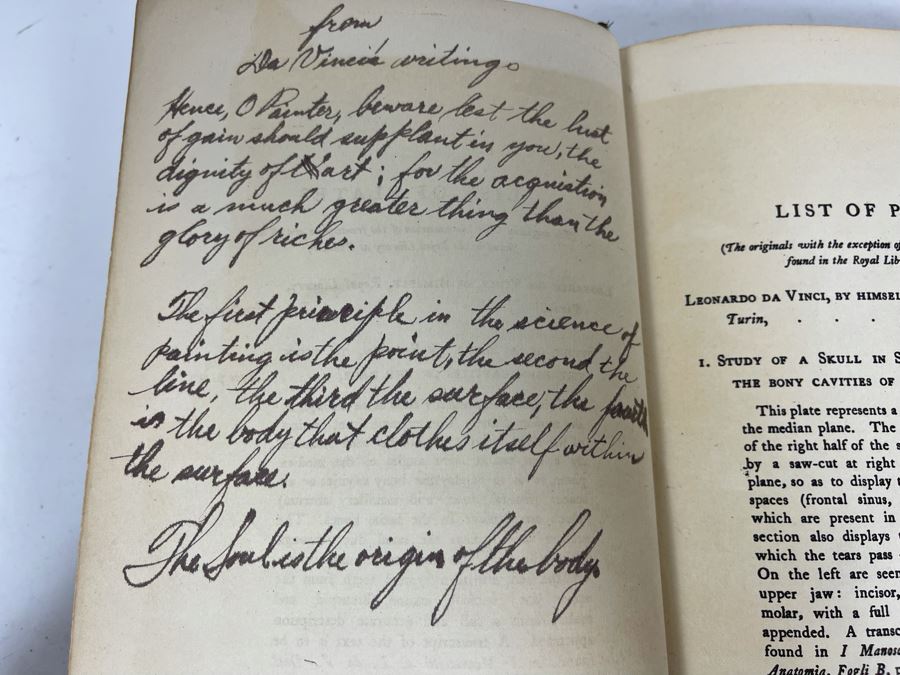 from
Da Vinci's writings
Hence, O Painter, beware lest the lust
of gain should supplant in you, the
dignity of art; for the acquistion
is a much greater thing than the
glory of riches.
The first principle in the science of
painting is the point, the second the
line, the third the surface, the fourth
is the body that clothes itself within
the surface.
The Soul is the origin of the body
LIST OF P
(The originals with the exception of
found in the Royal Lib
LEONARDO DA VINCI, BY HIMSEL
Turin, . . .
1. STUDY OF A SKULL IN S
THE BONY CAVITIES OF
This plate represents a
the median plane. The
of the right half of the s
by a saw-cut at right
plane, so as to display t
spaces (frontal sinus,
which are present in
section also displays
which the tears pass
On the left are seen
upper jaw: incisor,
molar, with a full
appended. A transc
found in I Manosc
Anatomia, Fogli B, p